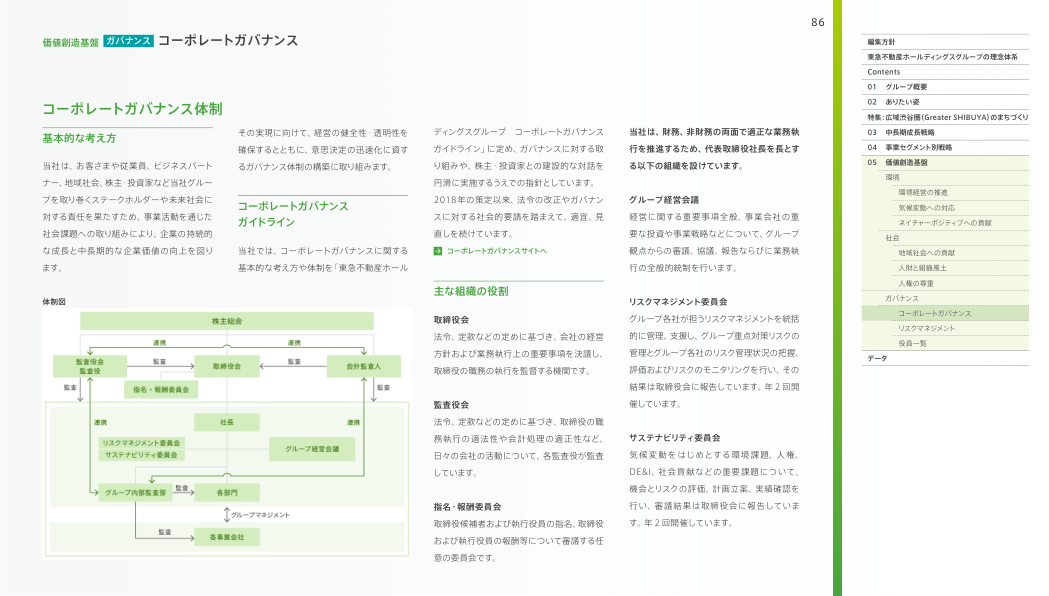 86
価値創造基盤 ガバナンス コーポレートガバナンス
コーポレートガバナンス体制
基本的な考え方
当社は、お客さまや従業員、ビジネスパート
ナー、地域社会、株主・投資家など当社グルー
プを取り巻くステークホルダーや未来社会に
対する責任を果たすため、事業活動を通じた
社会課題への取り組みにより、企業の持続的
な成長と中長期的な企業価値の向上を図り
ます。
その実現に向けて、経営の健全性・透明性を
確保するとともに、意思決定の迅速化に資す
るガバナンス体制の構築に取り組みます。
コーポレートガバナンス
ガイドライン
当社では、コーポレートガバナンスに関する
基本的な考え方や体制を「東急不動産ホール
ディングスグループ　コーポレートガバナンス
ガイドライン」に定め、ガバナンスに対する取
り組みや、株主・投資家との建設的な対話を
円滑に実施するうえでの指針としています。
2018年の策定以来、法令の改正やガバナン
スに対する社会的要請を踏まえて、適宜、見
直しを続けています。
コーポレートガバナンスサイトへ
主な組織の役割
取締役会
法令、定款などの定めに基づき、会社の経営
方針および業務執行上の重要事項を決議し、
取締役の職務の執行を監督する機関です。
監査役会
法令、定款などの定めに基づき、取締役の職
務執行の適法性や会計処理の適正性など、
日々の会社の活動について、各監査役が監査
しています。
指名・報酬委員会
取締役候補者および執行役員の指名、取締役
および執行役員の報酬等について審議する任
意の委員会です。
当社は、財務、非財務の両面で適正な業務執
行を推進するため、代表取締役社長を長とす
る以下の組織を設けています。
グループ経営会議
経営に関する重要事項全般、事業会社の重
要な投資や事業戦略などについて、グループ
観点からの審議、協議、報告ならびに業務執
行の全般的統制を行います。
リスクマネジメント委員会
グループ各社が担うリスクマネジメントを統括
的に管理、支援し、グループ重点対策リスクの
管理とグループ各社のリスク管理状況の把握、
評価およびリスクのモニタリングを行い、その
結果は取締役会に報告しています。年2回開
催しています。
サステナビリティ委員会
気候変動をはじめとする環境課題、人権、
DE&I、社会貢献などの重要課題について、
機会とリスクの評価、計画立案、実績確認を
行い、審議結果は取締役会に報告していま
す。年2回開催しています。
体制図
株主総会
連携
連携
監査役会
監査役
監査
取締役会
監査
会計監査人
監査
指名・報酬委員会
監査
連携
社長
連携
リスクマネジメント委員会
サステナビリティ委員会
グループ経営会議
グループ内部監査部
監査
各部門
グループマネジメント
監査
各事業会社
編集方針
東急不動産ホールディングスグループの理念体系
Contents
01 グループ概要
02 ありたい姿
特集：広域渋谷圏（Greater SHIBUYA）のまちづくり
03 中長期成長戦略
04 事業セグメント別戦略
05 価値創造基盤
環境
環境経営の推進
気候変動への対応
ネイチャーポジティブへの貢献
社会
地域社会への貢献
人財と組織風土
人権の尊重
ガバナンス
コーポレートガバナンス
リスクマネジメント
役員一覧
データ